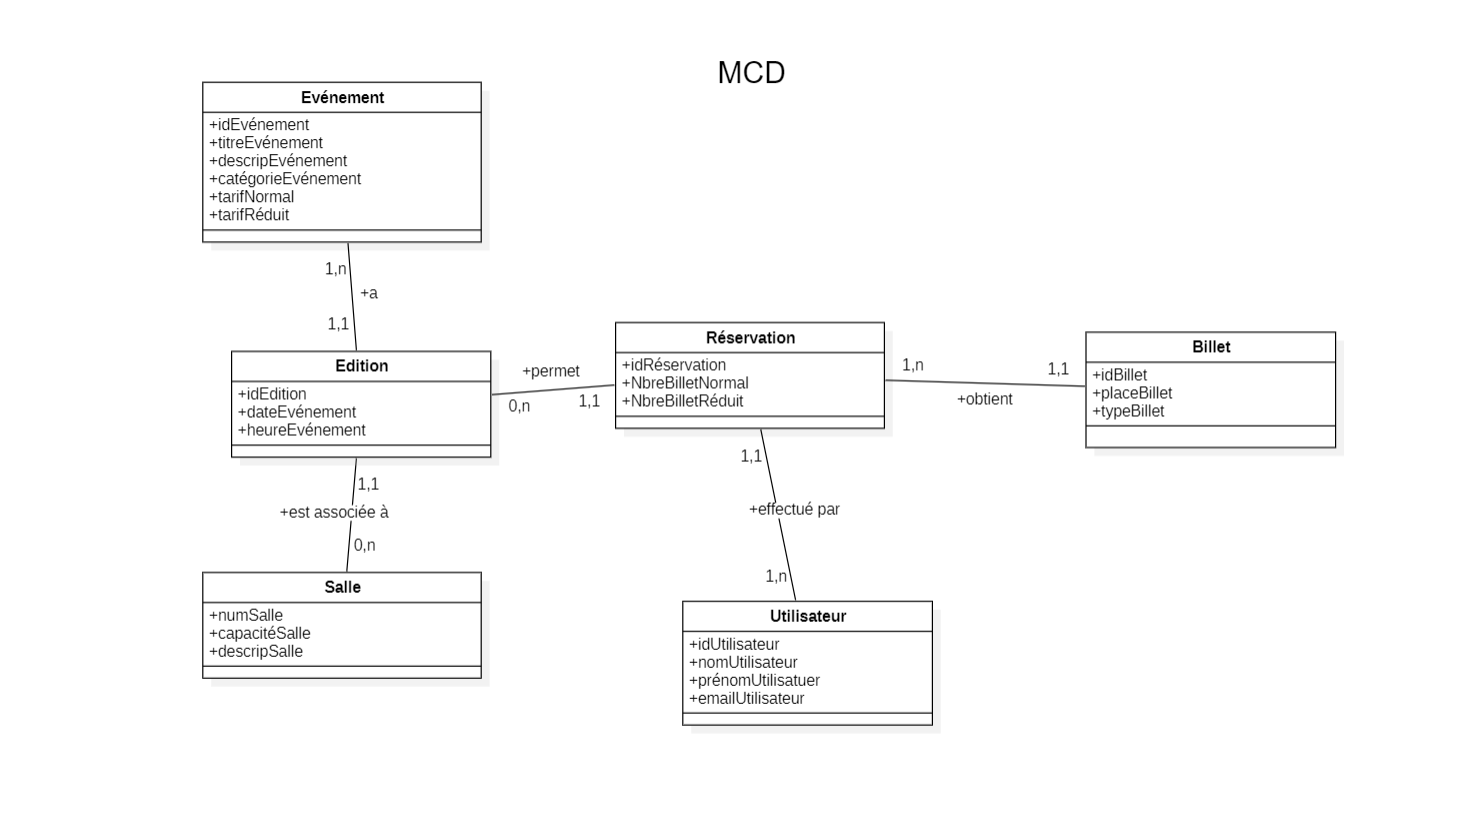 MCD
Evénement
+idEvénement
+titreEvénement
+descripEvénement
+catégorieEvénement
+tarifNormal
+tarifRéduit
1,n
+a
1,1
Edition
+idEdition
+dateEvénement
+heureEvénement
+permet
0,n
1,1
Réservation
+idRéservation
+NbreBilletNormal
+NbreBilletRéduit
1,n
1,1
+obtient
Billet
+idBillet
+placeBillet
+typeBillet
1,1
+est associée à
0,n
Salle
+numSalle
+capacitéSalle
+descripSalle
1,1
+effectué par
1,n
Utilisateur
+idUtilisateur
+nomUtilisateur
+prénomUtilisatuer
+emailUtilisateur